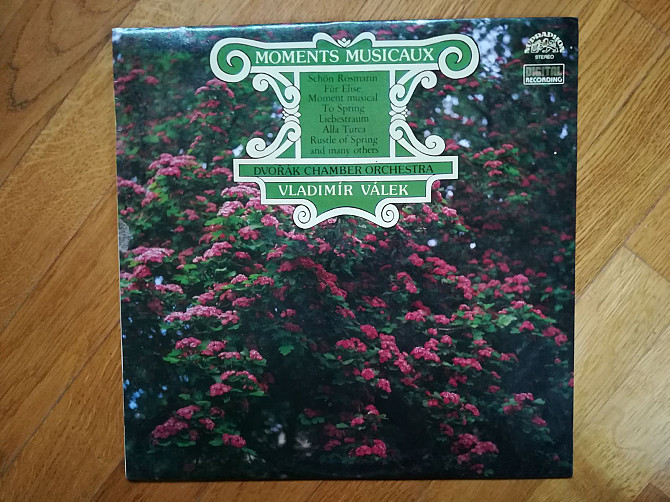 MOMENTS MUSICAUX
Schön Rosmarin
Für Elise
Moment musical
To Spring
Liebestraum
Alla Turca
Rustle of Spring
and many others
DVOŘÁK CHAMBER ORCHESTRA
VLADIMÍR VÁLEK
SUPRAPHON
STEREO
DIGITAL
RECORDING